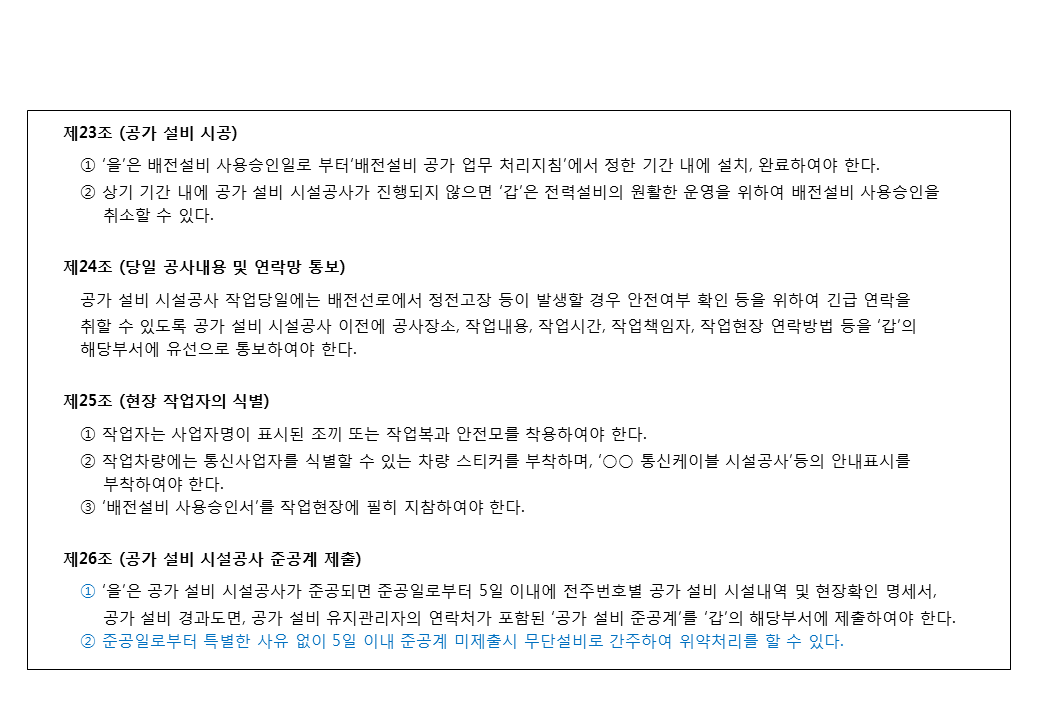 제23조 (공가 설비 시공)
① ‘을’은 배전설비 사용승인일로 부터‘배전설비 공가 업무 처리지침’에서 정한 기간 내에 설치, 완료하여야 한다.
② 상기 기간 내에 공가 설비 시설공사가 진행되지 않으면 ‘갑’은 전력설비의 원활한 운영을 위하여 배전설비 사용승인을
취소할 수 있다.
제24조 (당일 공사내용 및 연락망 통보)
공가 설비 시설공사 작업당일에는 배전선로에서 정전고장 등이 발생할 경우 안전여부 확인 등을 위하여 긴급 연락을
취할 수 있도록 공가 설비 시설공사 이전에 공사장소, 작업내용, 작업시간, 작업책임자, 작업현장 연락방법 등을 ‘갑’의
해당부서에 유선으로 통보하여야 한다.
제25조 (현장 작업자의 식별)
① 작업자는 사업자명이 표시된 조끼 또는 작업복과 안전모를 착용하여야 한다.
② 작업차량에는 통신사업자를 식별할 수 있는 차량 스티커를 부착하며, ‘○○ 통신케이블 시설공사’등의 안내표시를
부착하여야 한다.
③ ‘배전설비 사용승인서’를 작업현장에 필히 지참하여야 한다.
제26조 (공가 설비 시설공사 준공계 제출)
① ‘을’은 공가 설비 시설공사가 준공되면 준공일로부터 5일 이내에 전주번호별 공가 설비 시설내역 및 현장확인 명세서,
공가 설비 경과도면, 공가 설비 유지관리자의 연락처가 포함된 ‘공가 설비 준공계’를 ‘갑’의 해당부서에 제출하여야 한다.
② 준공일로부터 특별한 사유 없이 5일 이내 준공계 미제출시 무단설비로 간주하여 위약처리를 할 수 있다.